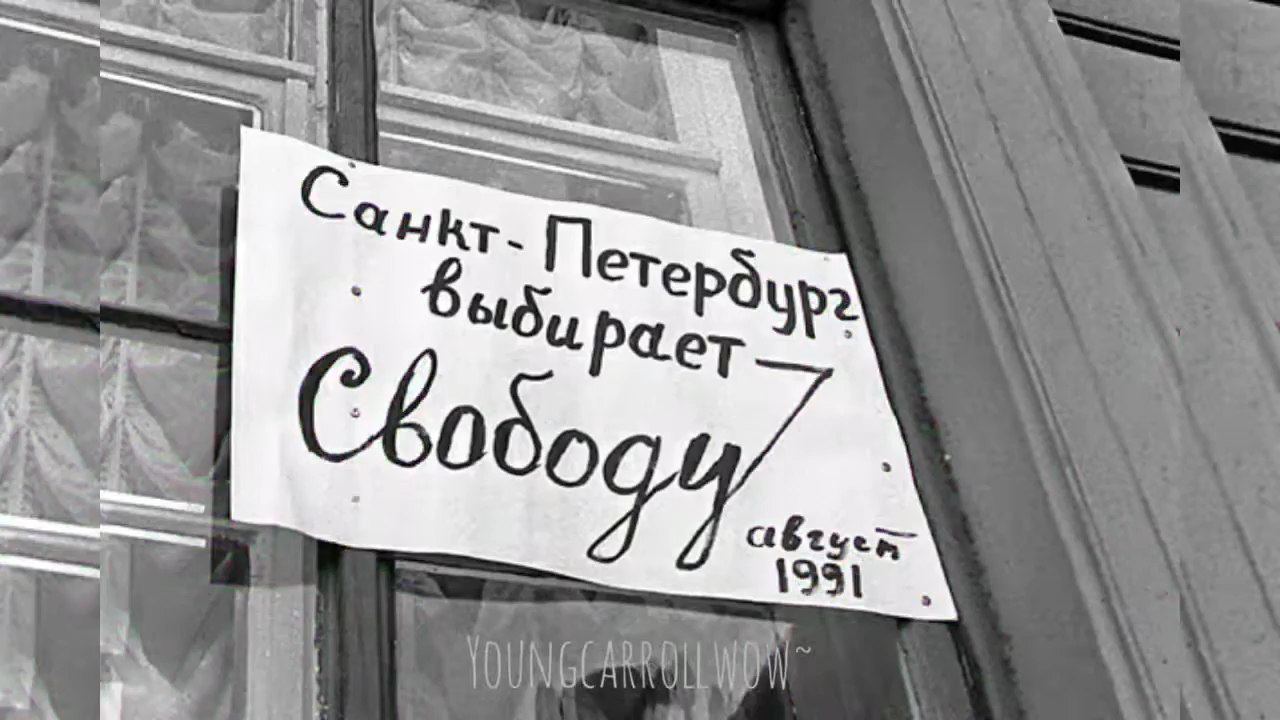 Санкт-Петербург
выбирает
Свободу
август
1991
YOUNGCARROLLWOW~